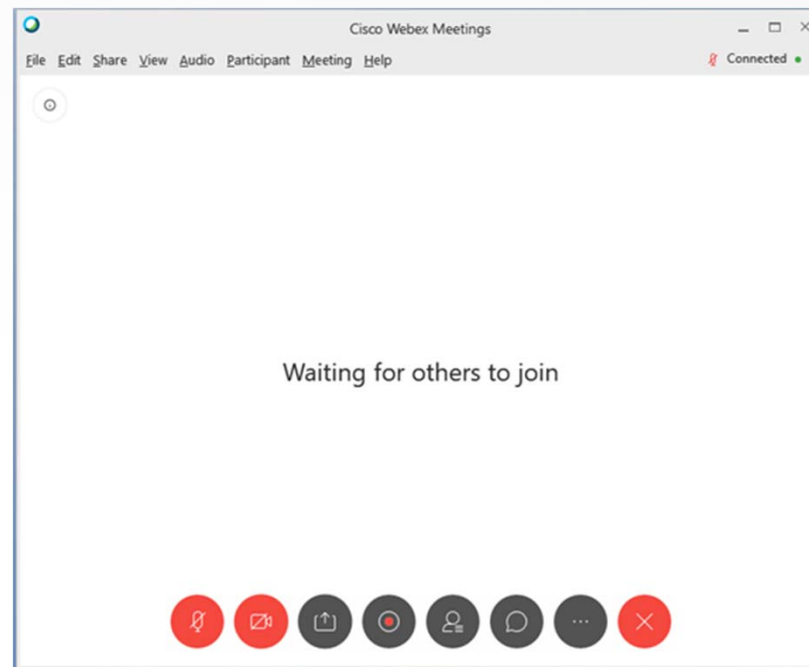 Cisco Webex Meetings
File Edit Share View Audio Participant Meeting Help Connected
Waiting for others to join